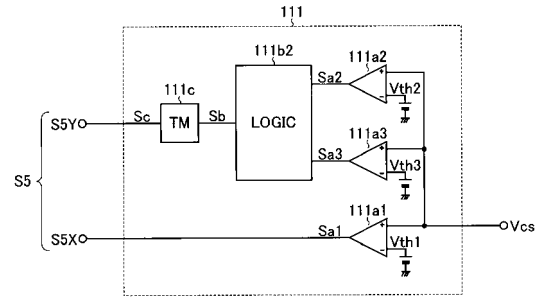 111
111b2
111a2
111c
Sa2
+
-
Vth2
S5Y
Sc
TM
Sb
LOGIC
111a3
Sa3
+
-
Vth3
S5
111a1
S5X
Sa1
+
-
Vth1
Vcs